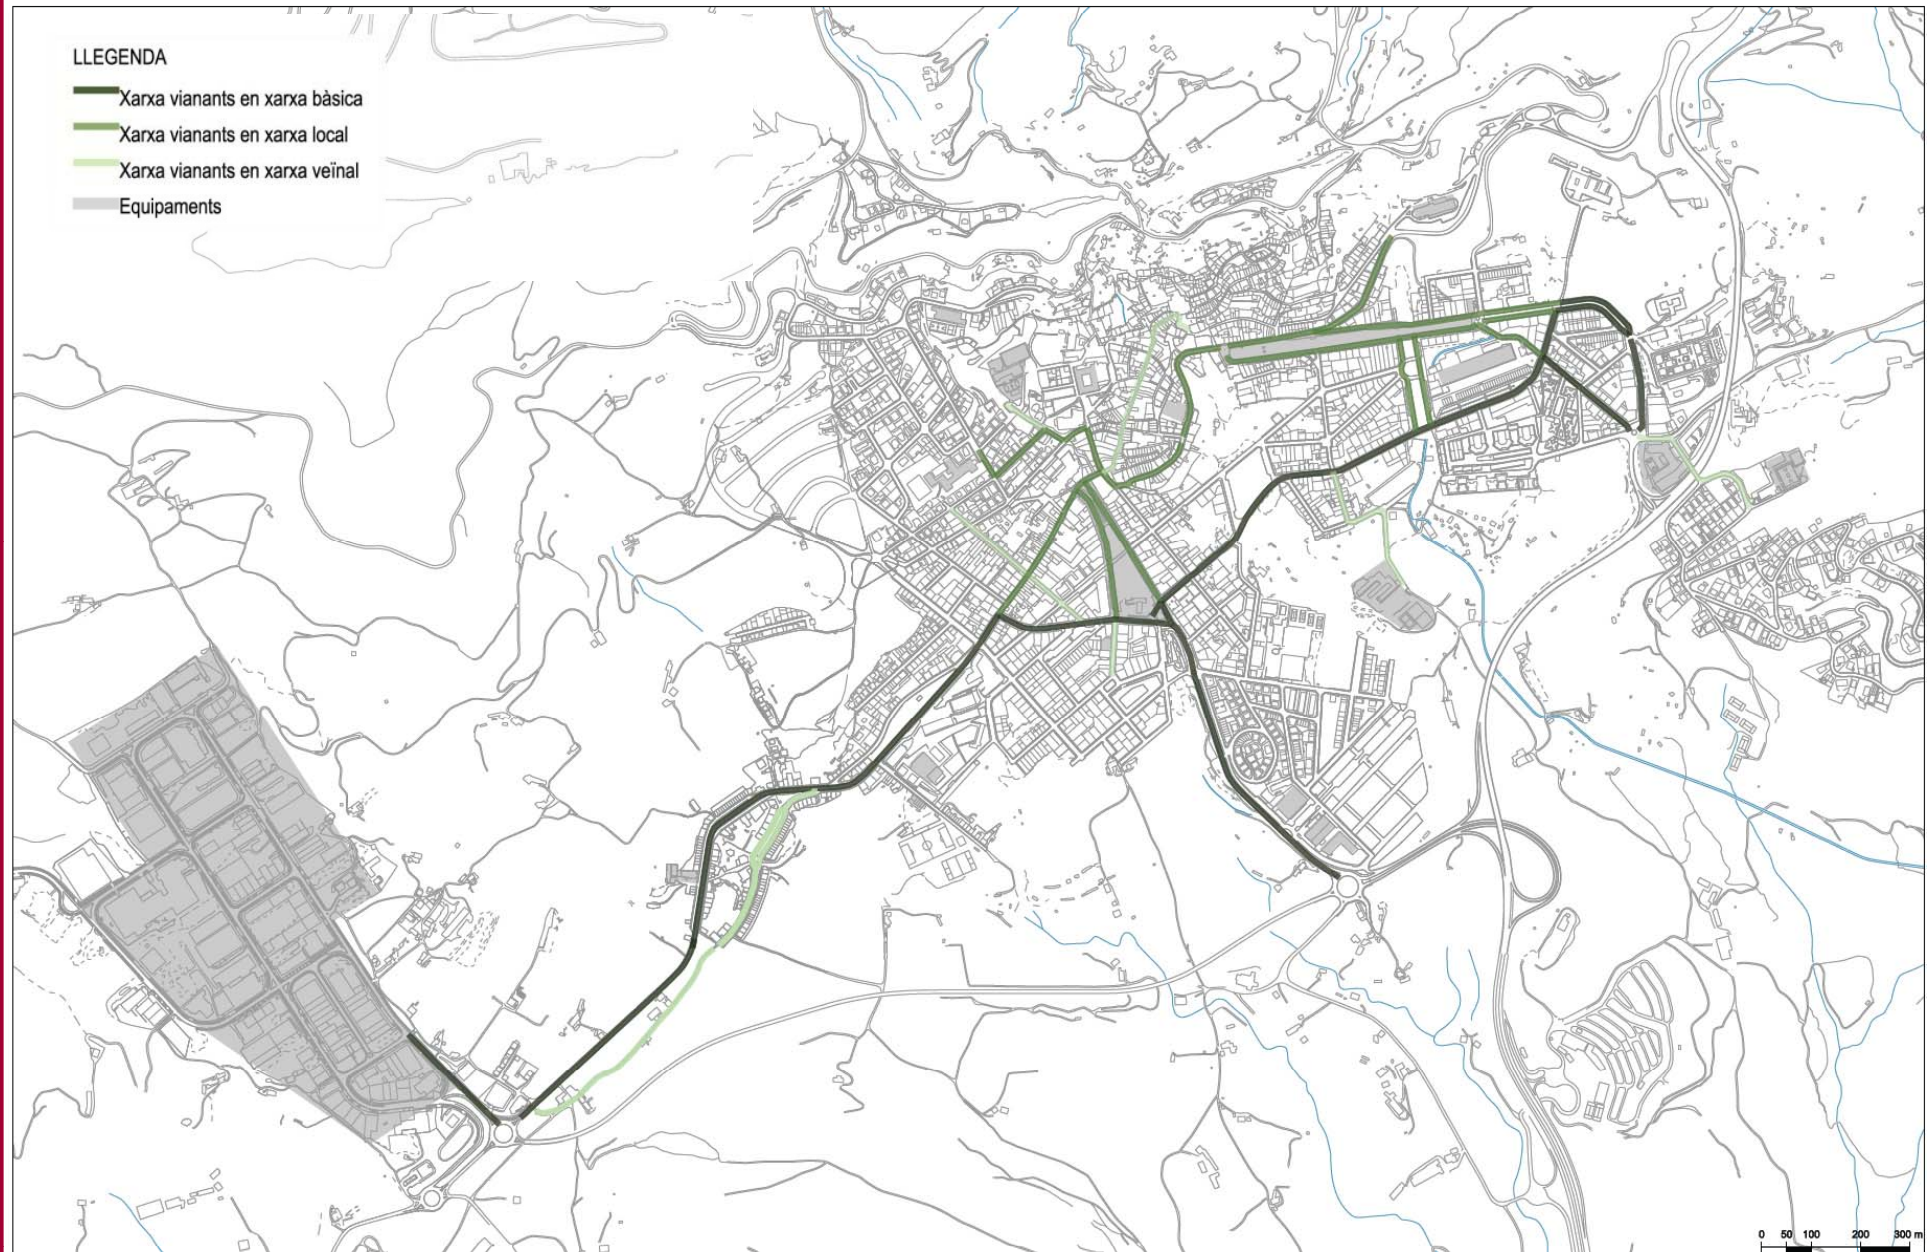 LLEGENDA
Xarxa vianants en xarxa bàsica
Xarxa vianants en xarxa local
Xarxa vianants en xarxa veïnal
Equipaments
0 50 100 200 300 m